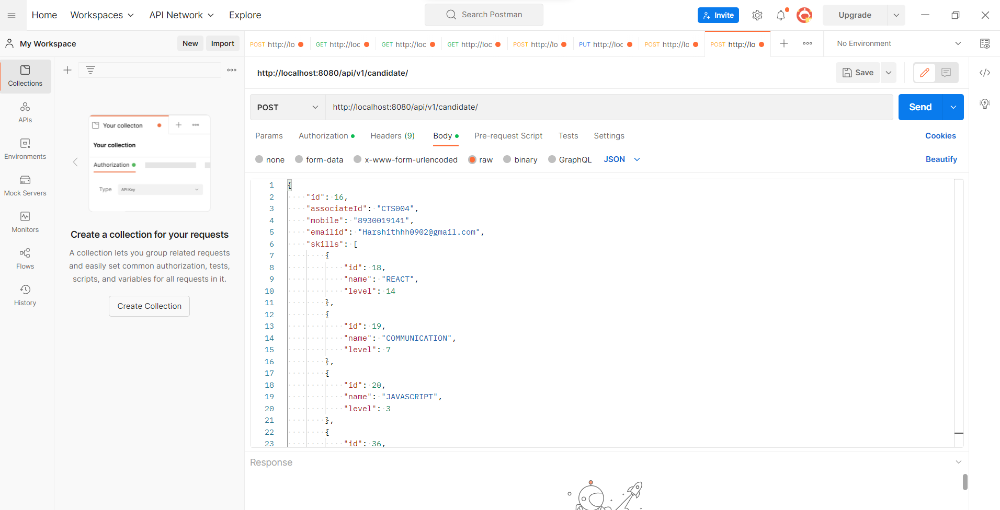 Home Workspaces API Network Explore Search Postman Invite Upgrade
My Workspace New Import POST http://lo GET http://loc GET http://loc GET http://loc POST http://lo PUT http://loc POST http://lo POST http://lo No Environment
Collections
APIs
Environments
Mock Servers
Monitors
Flows
History
Your collecton
Your collection
Authorization
Type API Key
Create a collection for your requests
A collection lets you group related requests
and easily set common authorization, tests,
scripts, and variables for all requests in it.
Create Collection
http://localhost:8080/api/v1/candidate/ Save
POST http://localhost:8080/api/v1/candidate/ Send
Params Authorization Headers (9) Body Pre-request Script Tests Settings Cookies
none form-data x-www-form-urlencoded raw binary GraphQL JSON Beautify
1 {
2 "id": 16,
3 "associateId": "CTS004",
4 "mobile": "8930019141",
5 "emailid": "Harshithhh0902@gmail.com",
6 "skills": [
7 {
8 "id": 18,
9 "name": "REACT",
10 "level": 14
11 },
12 {
13 "id": 19,
14 "name": "COMMUNICATION",
15 "level": 7
16 },
17 {
18 "id": 20,
19 "name": "JAVASCRIPT",
20 "level": 3
21 },
22 {
23 "id": 36,
Response